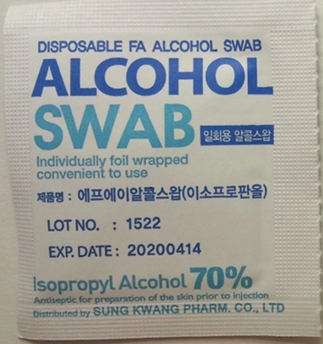 DISPOSABLE FA ALCOHOL SWAB
ALCOHOL
SWAB 일회용 알콜스왑
Individually foil wrapped
convenient to use
제품명 : 에프에이알콜스왑(이소프로판올)
LOT NO. : 1522
EXP. DATE : 20200414
isopropyl Alcohol 70%
Antiseptic for preparation of the skin prior to injection
Distributed by SUNG KWANG PHARM. CO., LTD